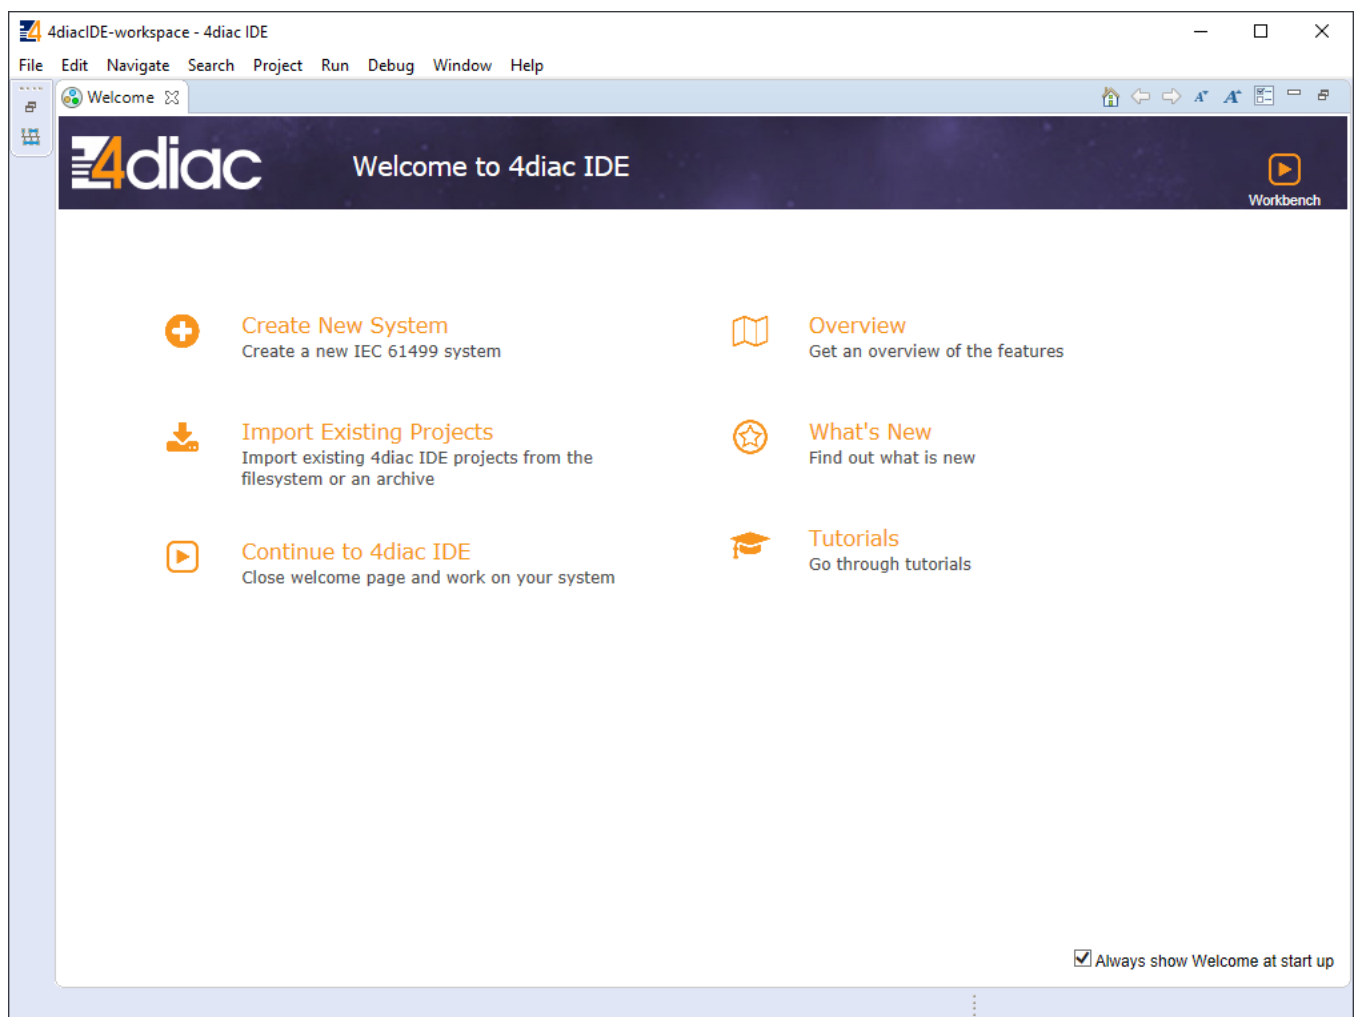 4diacIDE-workspace - 4diac IDE
File Edit Navigate Search Project Run Debug Window Help
Welcome
4diac
Welcome to 4diac IDE
Workbench
Create New System
Create a new IEC 61499 system
Overview
Get an overview of the features
Import Existing Projects
Import existing 4diac IDE projects from the
filesystem or an archive
What's New
Find out what is new
Continue to 4diac IDE
Close welcome page and work on your system
Tutorials
Go through tutorials
Always show Welcome at start up